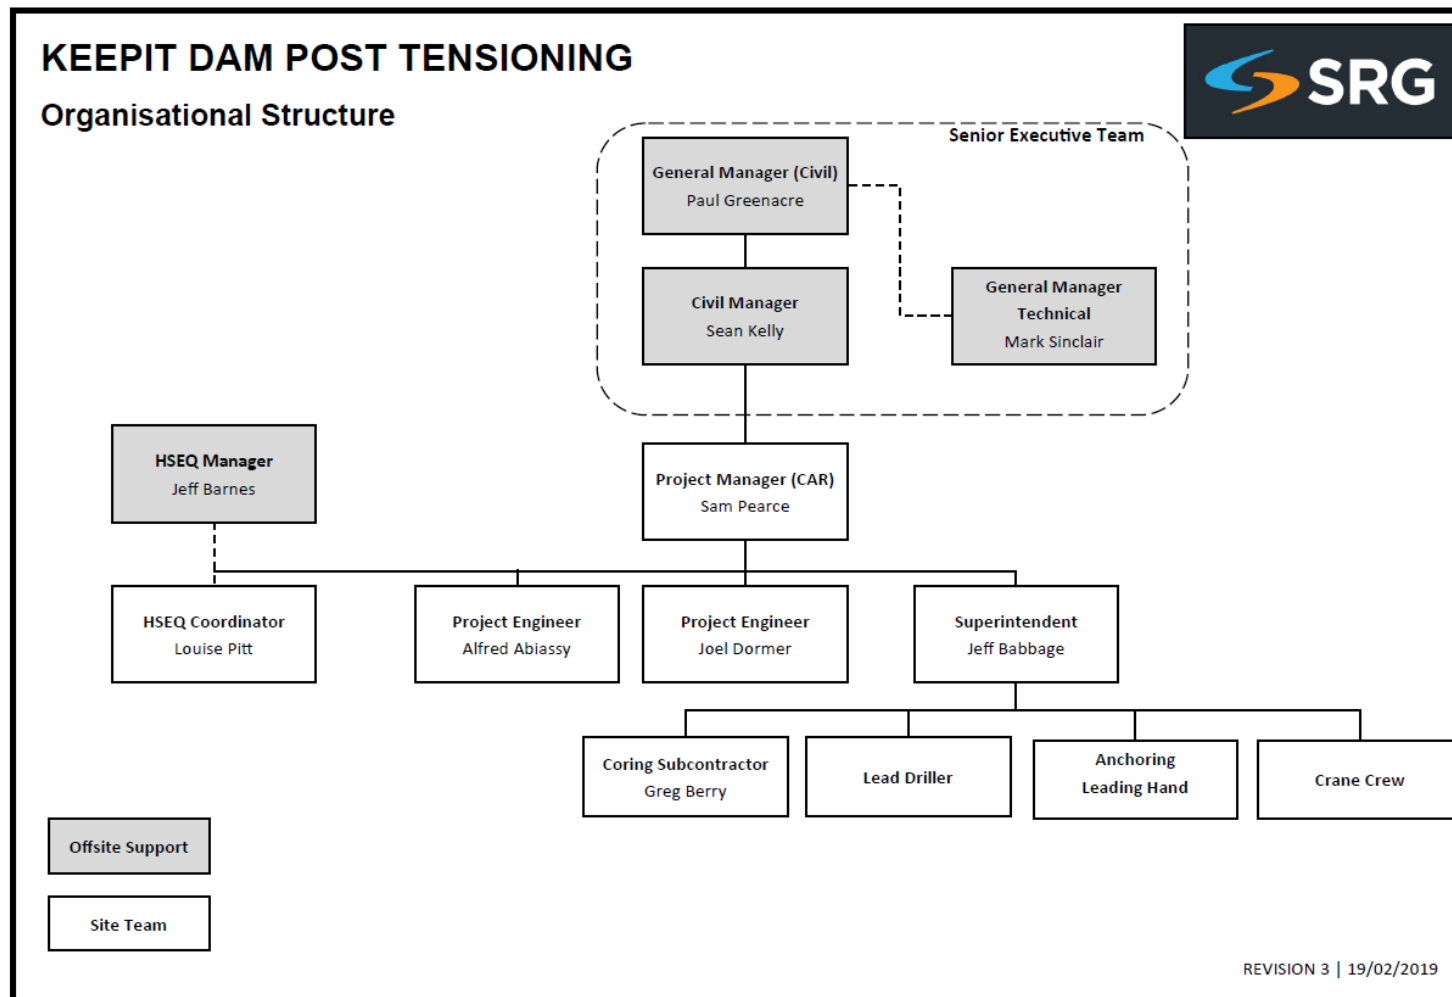 KEEPIT DAM POST TENSIONING
Organisational Structure
SRG
Senior Executive Team
General Manager (Civil)
Paul Greenacre
Civil Manager
Sean Kelly
General Manager
Technical
Mark Sinclair
HSEQ Manager
Jeff Barnes
Project Manager (CAR)
Sam Pearce
HSEQ Coordinator
Louise Pitt
Project Engineer
Alfred Abiassy
Project Engineer
Joel Dormer
Superintendent
Jeff Babbage
Coring Subcontractor
Greg Berry
Lead Driller
Anchoring
Leading Hand
Crane Crew
Offsite Support
Site Team
REVISION 3 | 19/02/2019